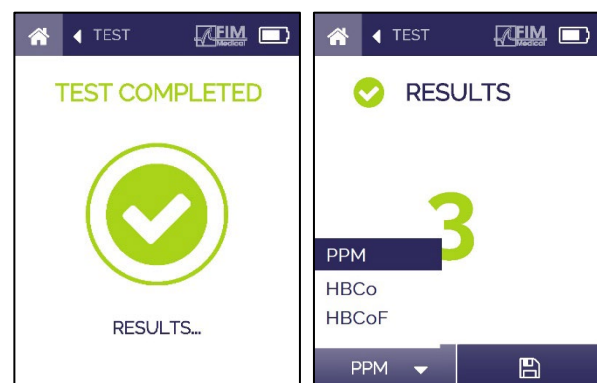 TEST
FIM
Medical
TEST COMPLETED
RESULTS...
TEST
FIM
Medical
RESULTS
3
PPM
HBCo
HBCoF
PPM